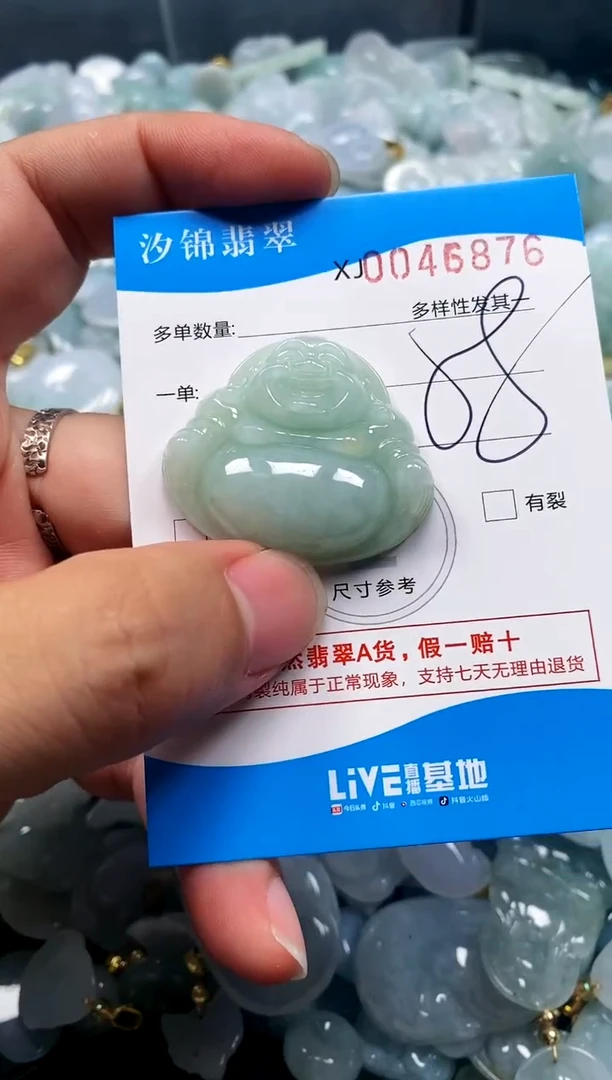 汐锦翡翠
XJ0046876
多样性发其一
多单数量:
一单:
88
有裂
尺寸参考
翡翠A货，假一赔十
裂纯属于正常现象，支持七天无理由退货
LiVE直播基地
今日头条 抖音 西瓜视频 抖音火山版